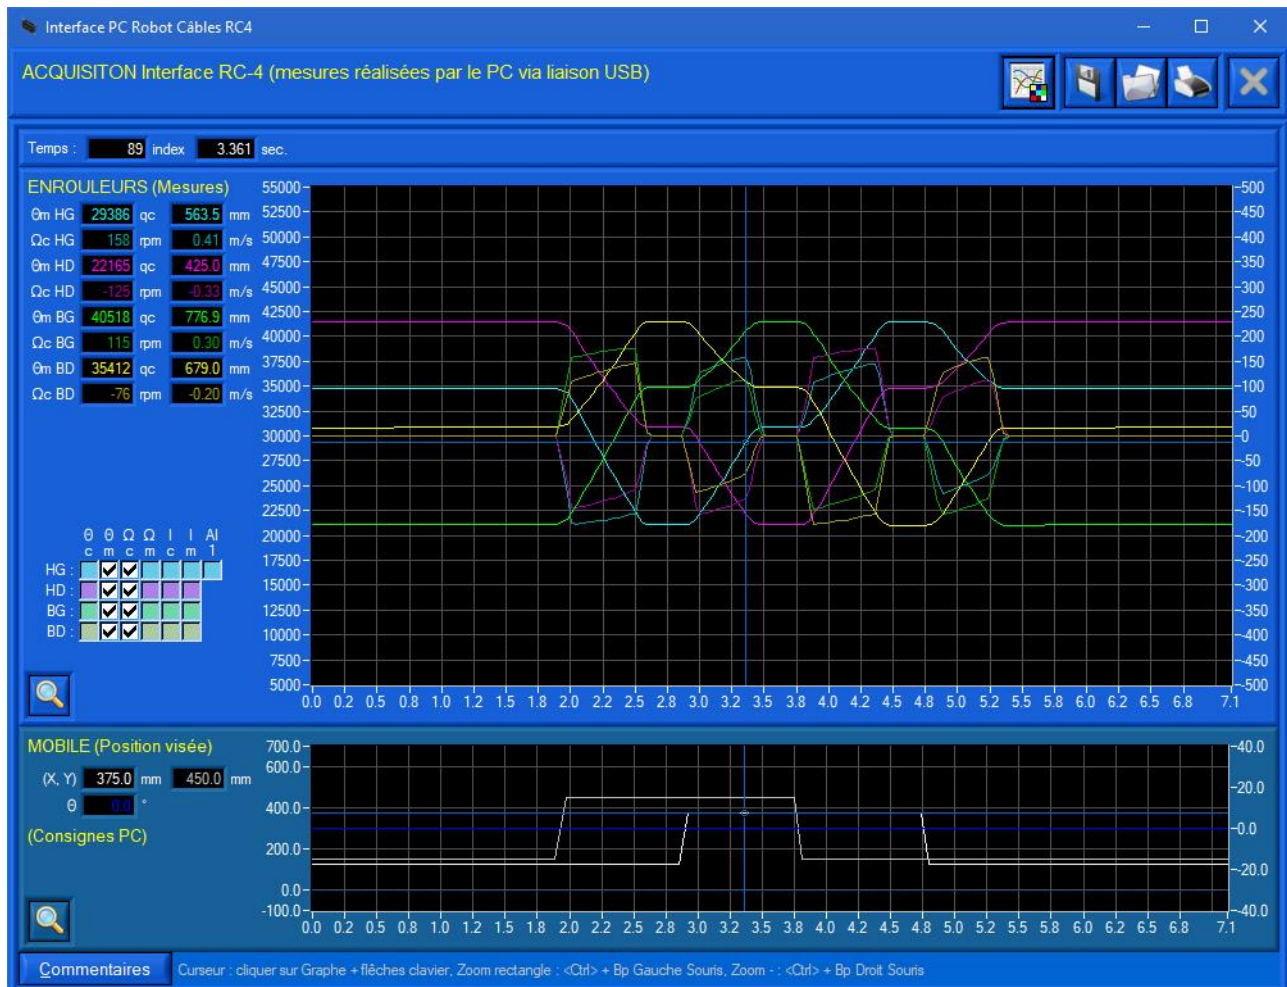 Interface PC Robot Câbles RC4
ACQUISITON Interface RC-4 (mesures réalisées par le PC via liaison USB)
Temps : 89 index 3.361 sec.
ENROULEURS (Mesures)
Θm HG 29386 qc 563.5 mm
Ωc HG 158 rpm 0.41 m/s
Θm HD 22165 qc 425.0 mm
Ωc HD -125 rpm -0.33 m/s
Θm BG 40518 qc 776.9 mm
Ωc BG 115 rpm 0.30 m/s
Θm BD 35412 qc 679.0 mm
Ωc BD -76 rpm -0.20 m/s
Θ Θ Ω Ω I I AI
c m c m c m 1
HG :
HD :
BG :
BD :
55000
52500
50000
47500
45000
42500
40000
37500
35000
32500
30000
27500
25000
22500
20000
17500
15000
12500
10000
7500
5000
500
450
400
350
300
250
200
150
100
50
0
-50
-100
-150
-200
-250
-300
-350
-400
-450
-500
0.0 0.2 0.5 0.8 1.0 1.2 1.5 1.8 2.0 2.2 2.5 2.8 3.0 3.2 3.5 3.8 4.0 4.2 4.5 4.8 5.0 5.2 5.5 5.8 6.0 6.2 6.5 6.8 7.1
MOBILE (Position visée)
(X, Y) 375.0 mm 450.0 mm
Θ 0.0 °
(Consignes PC)
700.0
600.0
400.0
200.0
0.0
-100.0
40.0
20.0
0.0
-20.0
-40.0
0.0 0.2 0.5 0.8 1.0 1.2 1.5 1.8 2.0 2.2 2.5 2.8 3.0 3.2 3.5 3.8 4.0 4.2 4.5 4.8 5.0 5.2 5.5 5.8 6.0 6.2 6.5 6.8 7.1
Commentaires
Curseur : cliquer sur Graphe + flêches clavier, Zoom rectangle : <Ctrl> + Bp Gauche Souris, Zoom - : <Ctrl> + Bp Droit Souris